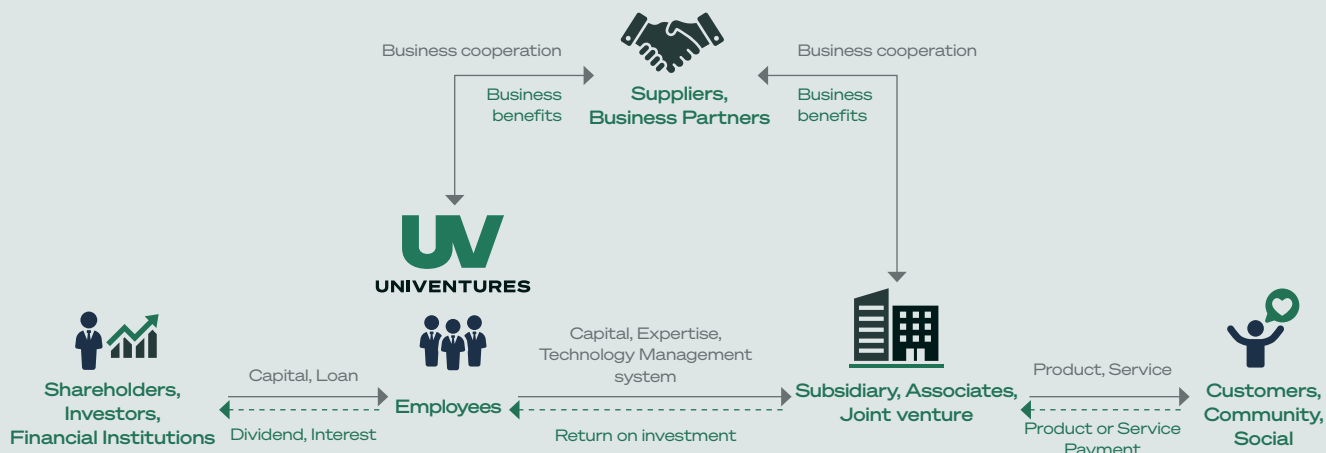 Business cooperation
Business cooperation
Business
benefits
Suppliers,
Business Partners
Business
benefits
UV
UNIVENTURES
Shareholders,
Investors,
Financial Institutions
Capital, Loan
Dividend, Interest
Employees
Capital, Expertise,
Technology Management
system
Return on investment
Subsidiary, Associates,
Joint venture
Product, Service
Product or Service
Payment
Customers,
Community,
Social